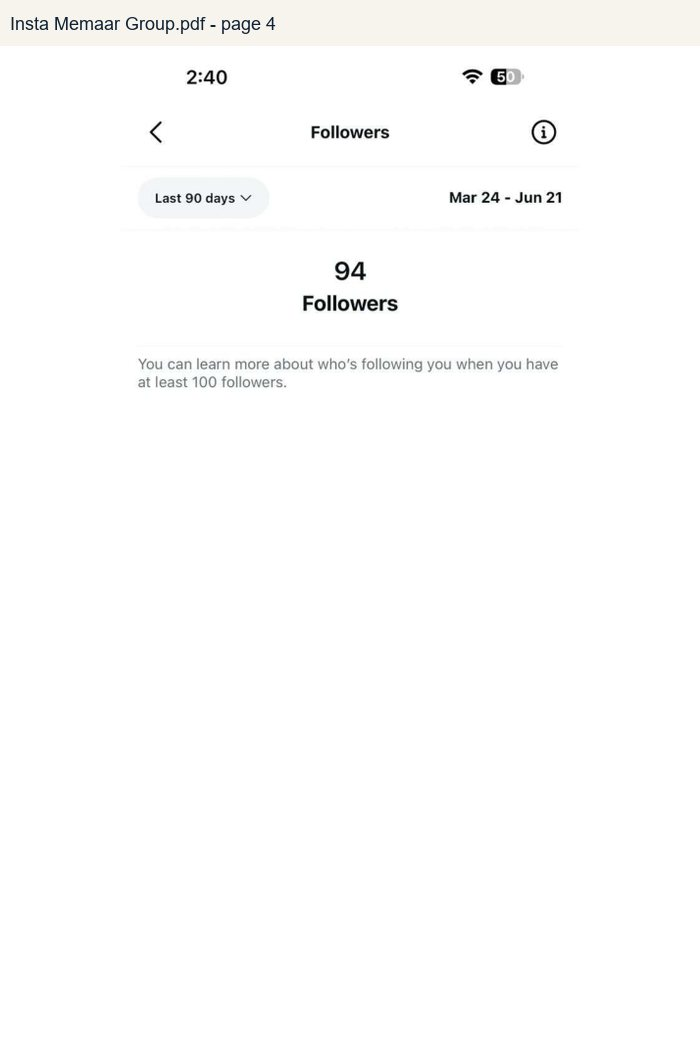 Insta Memaar Group.pdf - page 4
2:40
50
Followers
Last 90 days
Mar 24 - Jun 21
94
Followers
You can learn more about who's following you when you have
at least 100 followers.